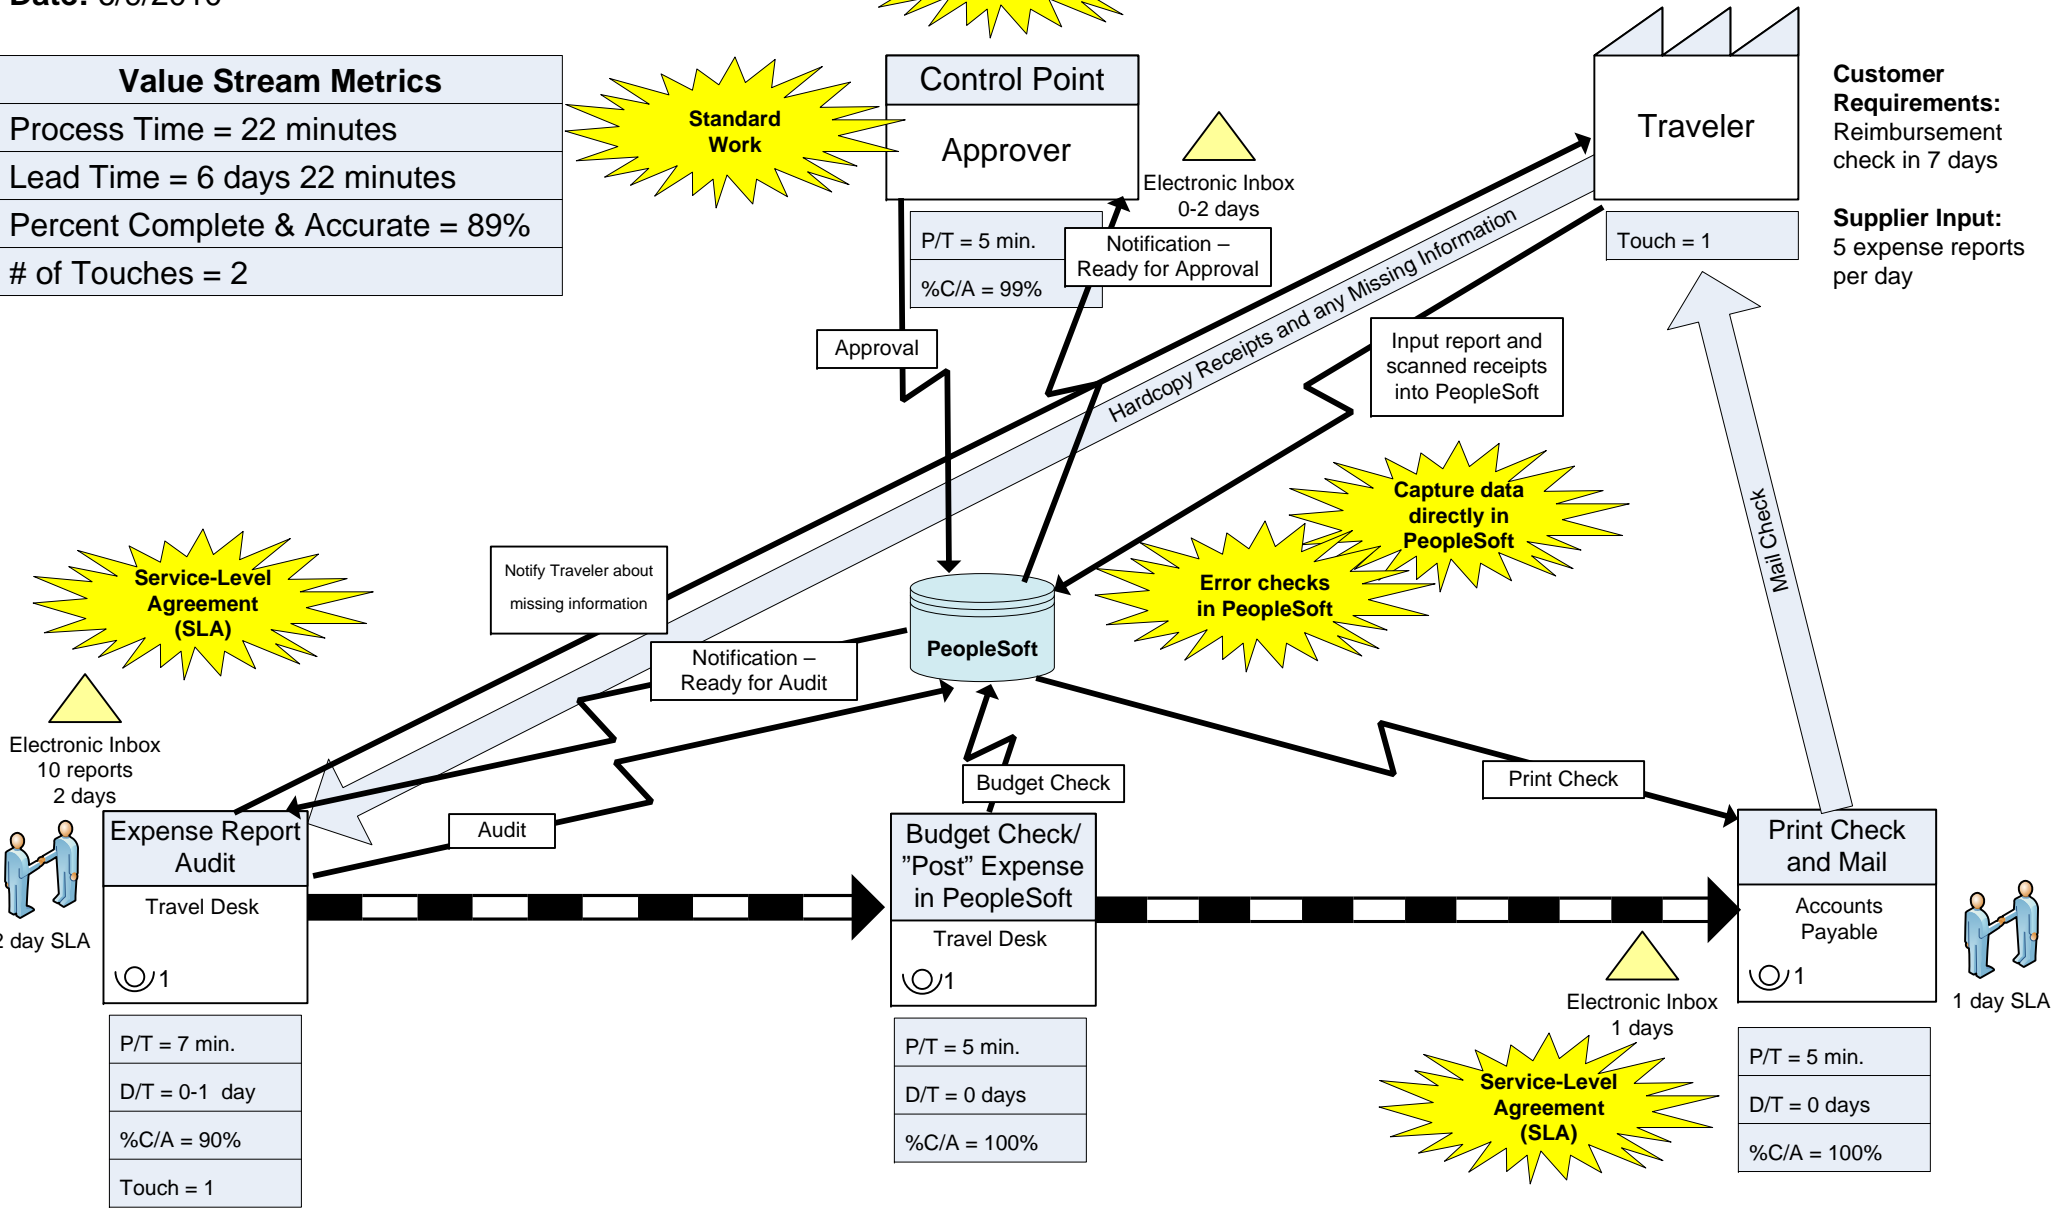 Date:
Value Stream Metrics
Process Time = 22 minutes
Lead Time = 6 days 22 minutes
Percent Complete & Accurate = 89%
# of Touches = 2
Standard
Work
Control Point
Approver
P/T = 5 min.
%C/A = 99%
Electronic Inbox
0-2 days
Notification –
Ready for Approval
Approval
Traveler
Touch = 1
Customer
Requirements:
Reimbursement
check in 7 days
Supplier Input:
5 expense reports
per day
Hardcopy Receipts and any Missing Information
Input report and
scanned receipts
into PeopleSoft
Capture data
directly in
PeopleSoft
Error checks
in PeopleSoft
Mail Check
Service-Level
Agreement
(SLA)
Notify Traveler about
missing information
Notification –
Ready for Audit
PeopleSoft
Electronic Inbox
10 reports
2 days
Budget Check
Print Check
Audit
2 day SLA
Expense Report
Audit
Travel Desk
1
P/T = 7 min.
D/T = 0-1 day
%C/A = 90%
Touch = 1
Budget Check/
”Post” Expense
in PeopleSoft
Travel Desk
1
P/T = 5 min.
D/T = 0 days
%C/A = 100%
Electronic Inbox
1 days
Service-Level
Agreement
(SLA)
Print Check
and Mail
Accounts
Payable
1
1 day SLA
P/T = 5 min.
D/T = 0 days
%C/A = 100%